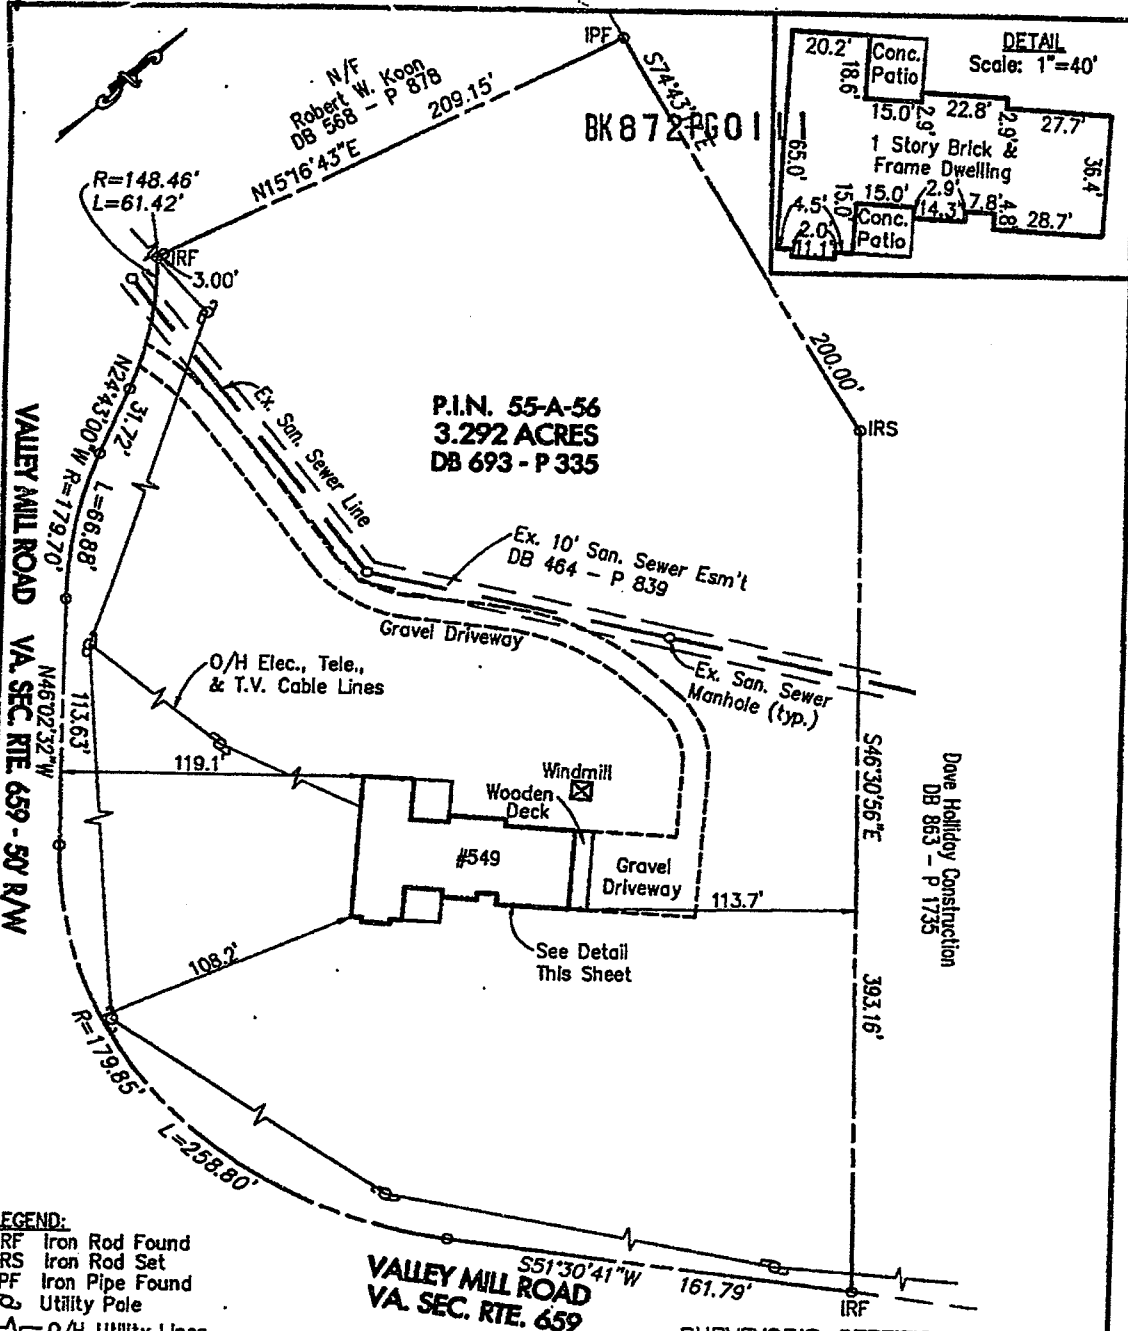 IPF
N/F
Robert W. Koon
DB 568 - P 878
209.15'
N15°16'43"E
S74°43' "E
200.00'
BK872PG0111
DETAIL
Scale: 1"=40'
20.2'
Conc.
Patio
18.6'
15.0'
2.9'
22.8'
2.9'
27.7'
1 Story Brick &
Frame Dwelling
65.0'
36.4'
15.0'
15.0'
2.9'
14.3'
7.8'
4.8'
28.7'
4.5'
2.0'
11.1'
Conc.
Patio
R=148.46'
L=61.42'
IRF
3.00'
IRS
P.I.N. 55-A-56
3.292 ACRES
DB 693 - P 335
Ex. San. Sewer Line
Ex. 10' San. Sewer Esm't
DB 464 - P 839
N24°43'00"W
31.72'
R=179.70'
L=66.88'
VALLEY MILL ROAD VA. SEC. RTE. 659 - 50' R/W
N46°02'32"W
113.63'
Gravel Driveway
O/H Elec., Tele.,
& T.V. Cable Lines
Ex. San. Sewer
Manhole (typ.)
119.1'
Windmill
Wooden
Deck
#549
Gravel
Driveway
113.7'
S46°30'56"E
393.16'
Dave Holliday Construction
DB 863 - P 1735
See Detail
This Sheet
108.2'
R=179.85'
L=258.80'
EGEND:
RF Iron Rod Found
RS Iron Rod Set
PF Iron Pipe Found
Utility Pole
O/H Utility Lines
VALLEY MILL ROAD
VA. SEC. RTE. 659
S51°30'41"W
161.79'
IRF